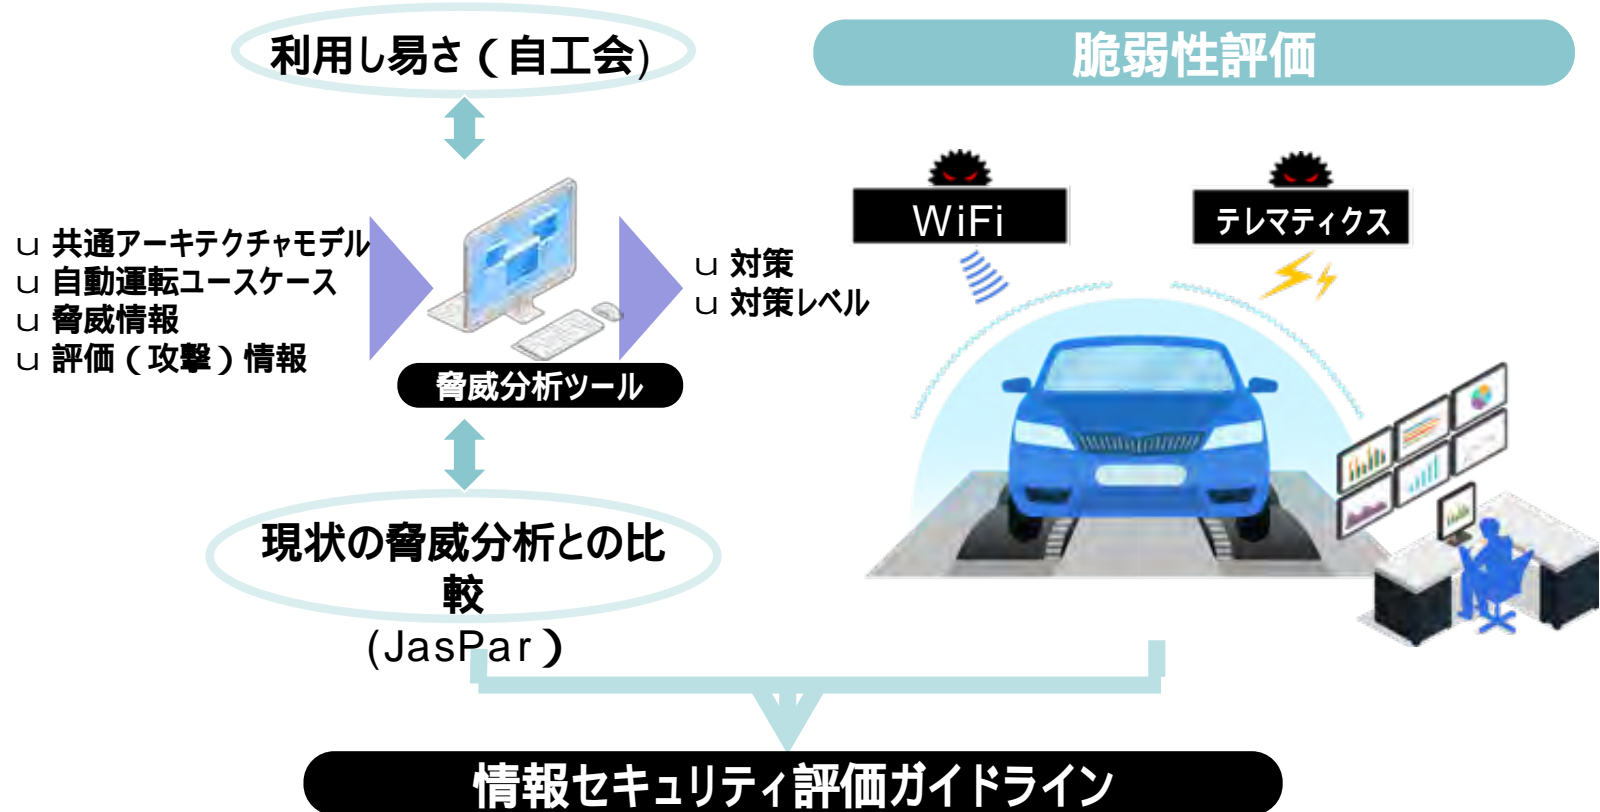 利用し易さ（自工会)
u 共通アーキテクチャモデル
u 自動運転ユースケース
u 脅威情報
u 評価（攻撃）情報
脅威分析ツール
u 対策
u 対策レベル
現状の脅威分析との比
較
(JasPar）
脆弱性評価
WiFi
テレマティクス
情報セキュリティ評価ガイドライン